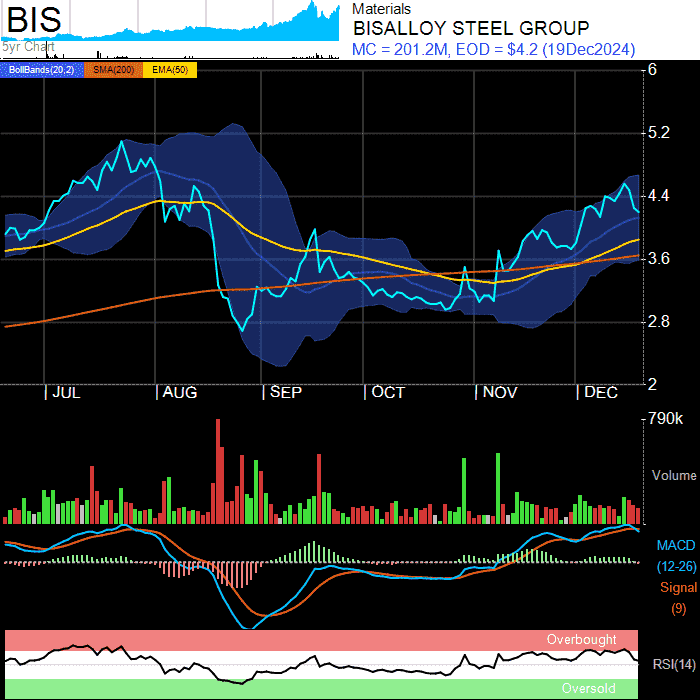 BIS
5yr Chart
Materials
BISALLOY STEEL GROUP
MC = 201.2M, EOD = $4.2 (19Dec2024)
BollBands(20,2) SMA(200) EMA(50)
6
5.2
4.4
3.6
2.8
2
JUL AUG SEP OCT NOV DEC
790k
Volume
MACD
(12-26)
Signal
(9)
Overbought
RSI(14)
Oversold